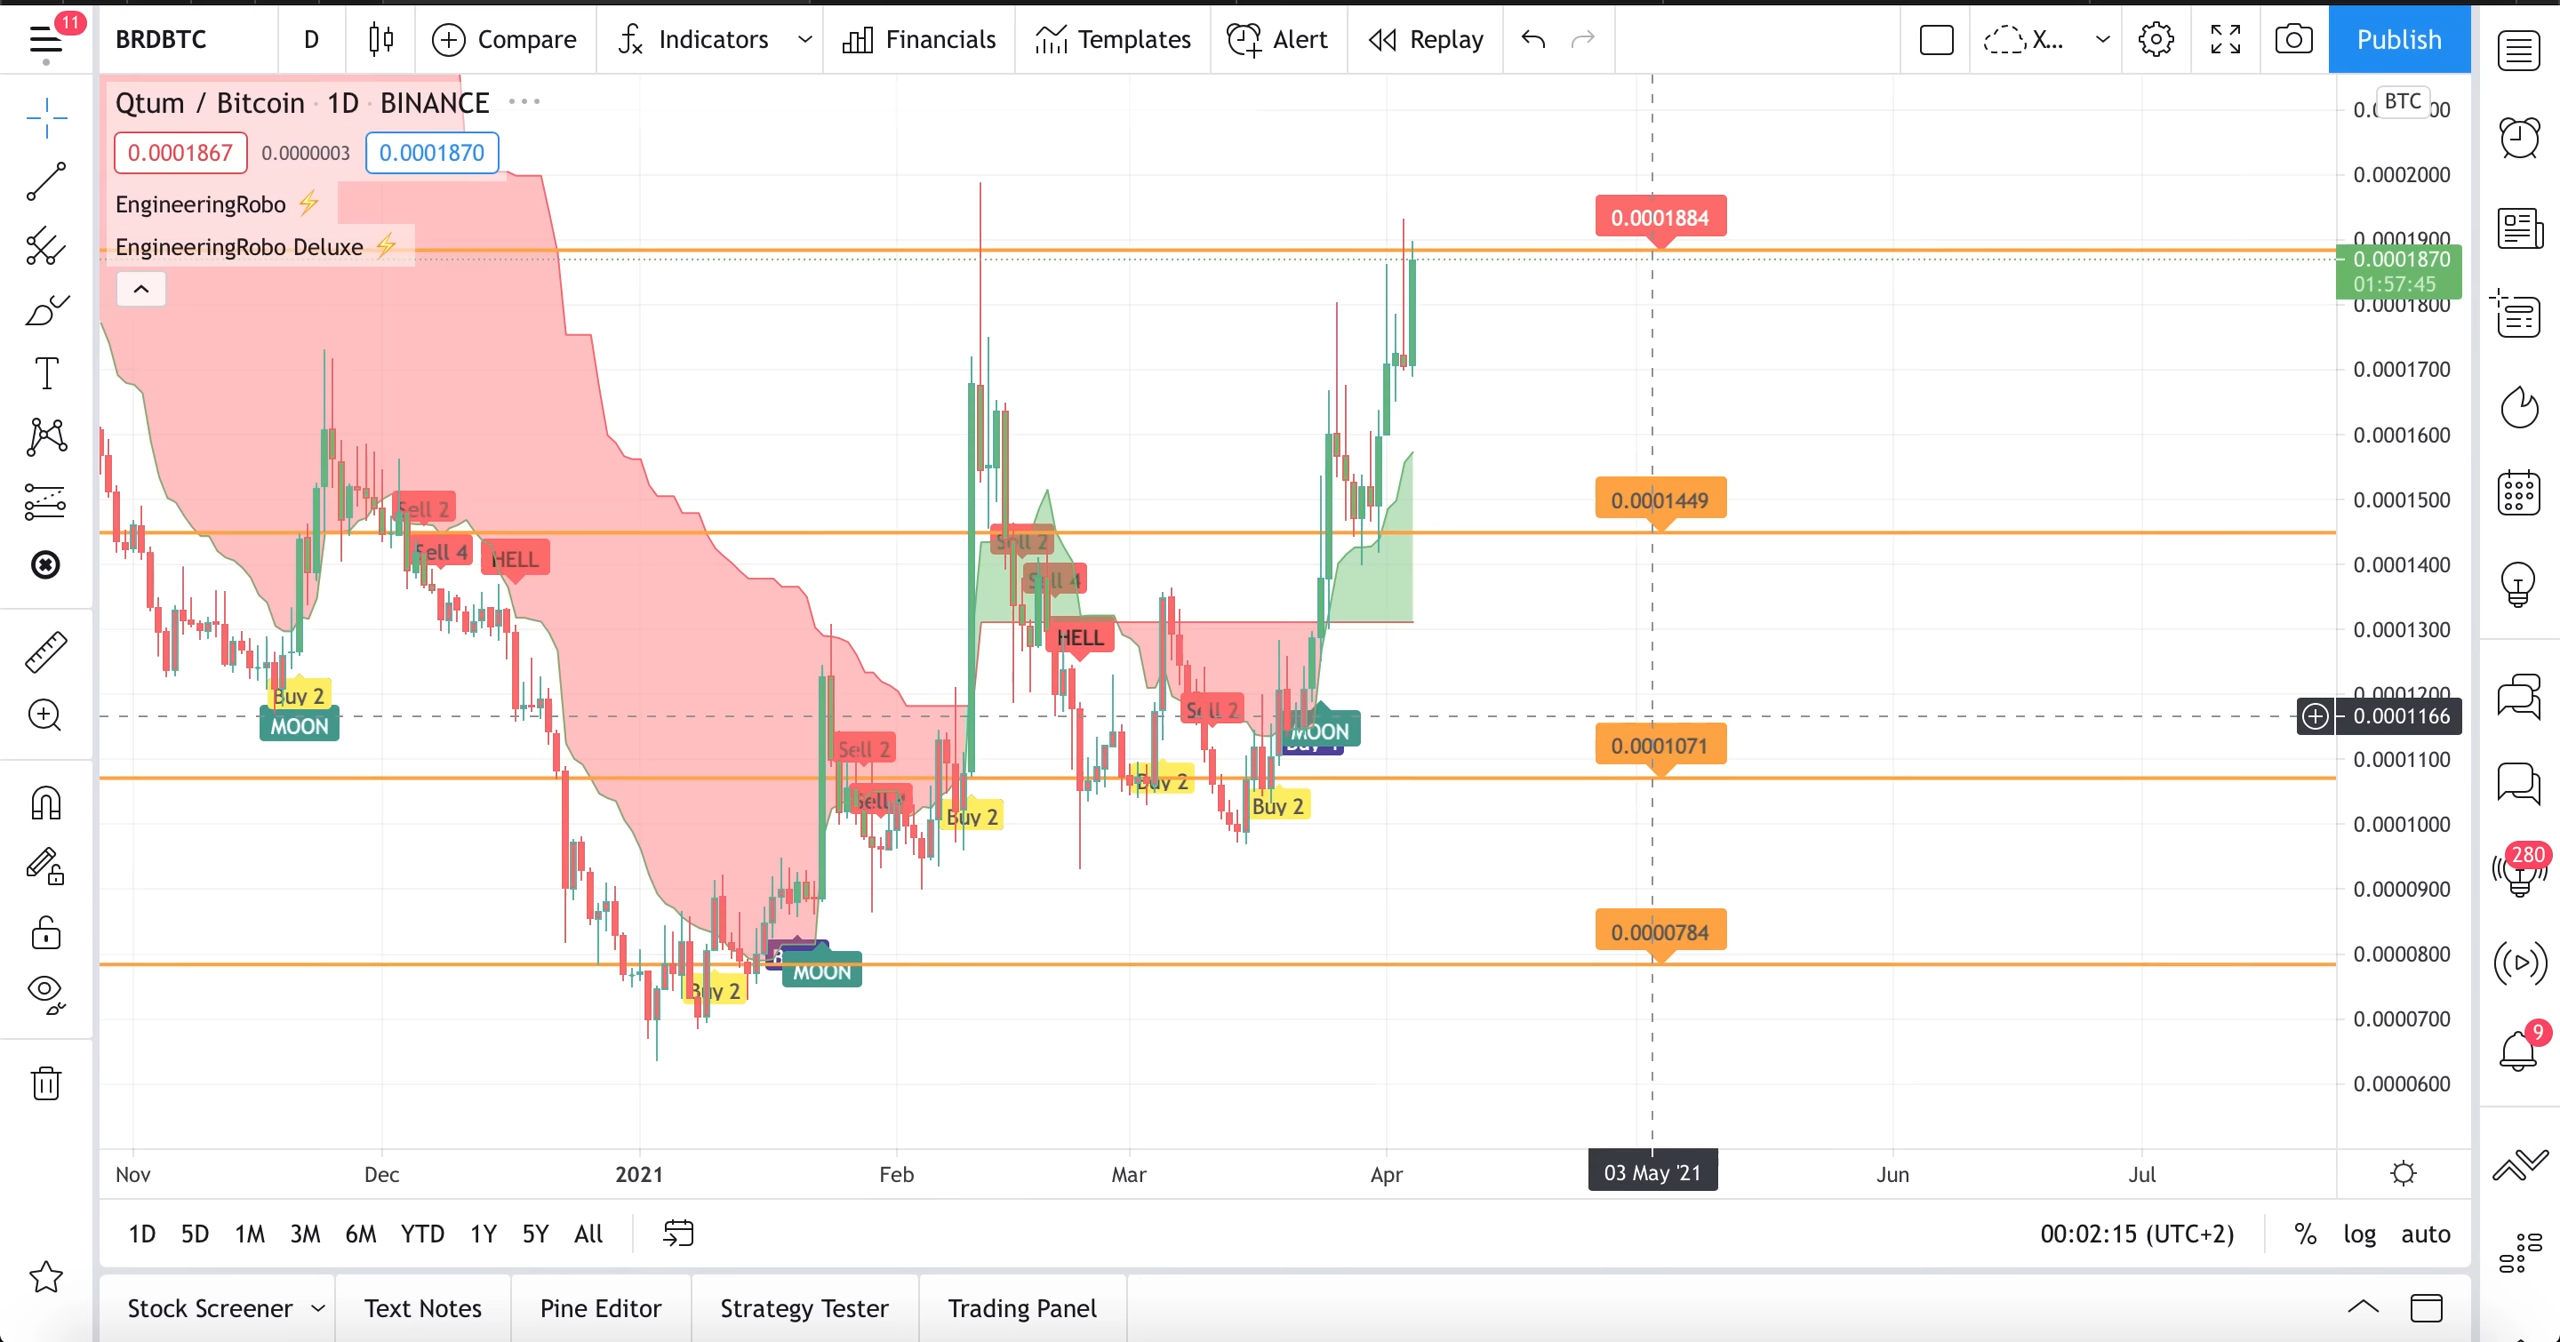 11
BRDBTC D Compare Indicators Financials Templates Alert Replay X... Publish
Qtum / Bitcoin · 1D · BINANCE
0.0001867 0.0000003 0.0001870
EngineeringRobo ⚡
EngineeringRobo Deluxe ⚡
BTC
0.0002000
0.0001900
0.0001870
01:57:45
0.0001800
0.0001700
0.0001600
0.0001500
0.0001400
0.0001300
0.0001200
0.0001166
0.0001100
0.0001000
0.0000900
0.0000800
0.0000700
0.0000600
0.0001884
0.0001449
0.0001071
0.0000784
Sell 2
Sell 4
HELL
Buy 2
MOON
Buy 2
MOON
Sell 2
Sell 4
Buy 2
Sell 2
Sell 4
HELL
Buy 2
Sell 2
Buy 2
MOON
280
9
Nov Dec 2021 Feb Mar Apr 03 May '21 Jun Jul
1D 5D 1M 3M 6M YTD 1Y 5Y All 00:02:15 (UTC+2) % log auto
Stock Screener Text Notes Pine Editor Strategy Tester Trading Panel